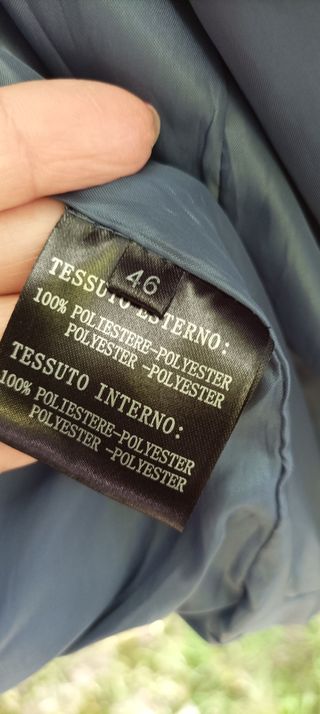 46
TESSUTO ESTERNO:
100% POLIESTERE-POLYESTER
POLYESTER -POLYESTER
TESSUTO INTERNO:
100% POLIESTERE-POLYESTER
POLYESTER -POLYESTER